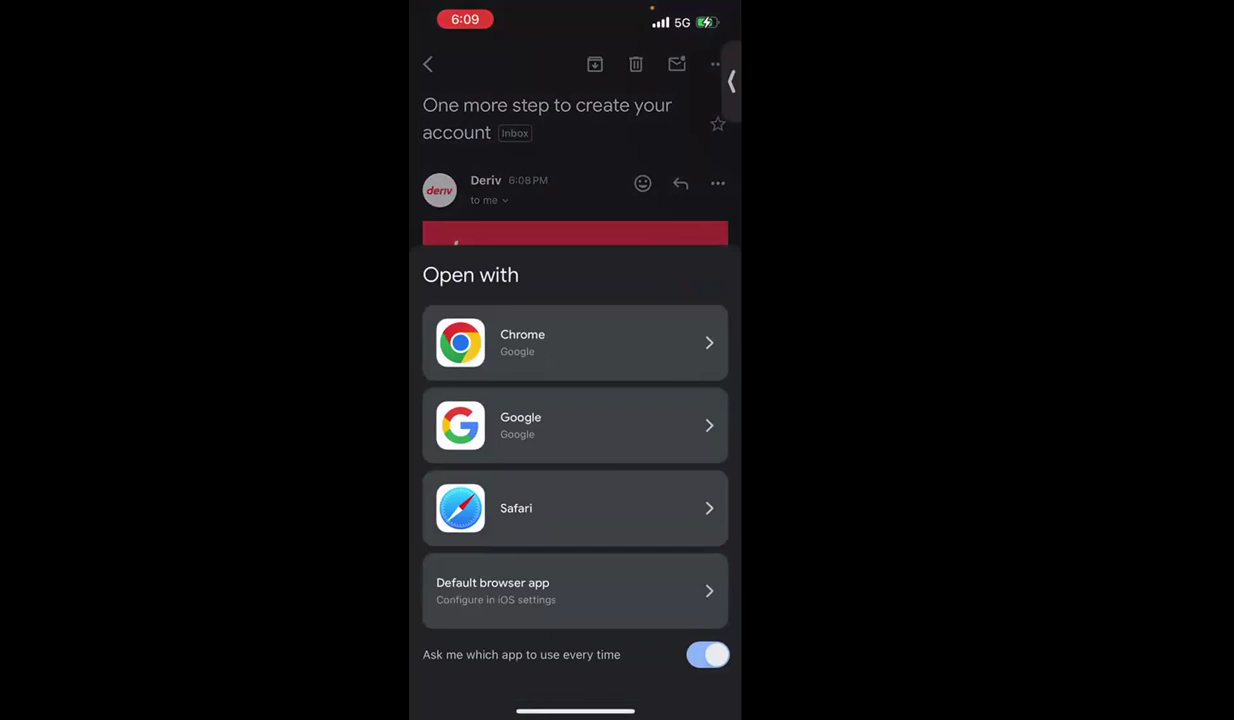 6:09
5G
One more step to create your
account Inbox
deriv
Deriv 6:08 PM
to me
Open with
Chrome
Google
Google
Google
Safari
Default browser app
Configure in iOS settings
Ask me which app to use every time